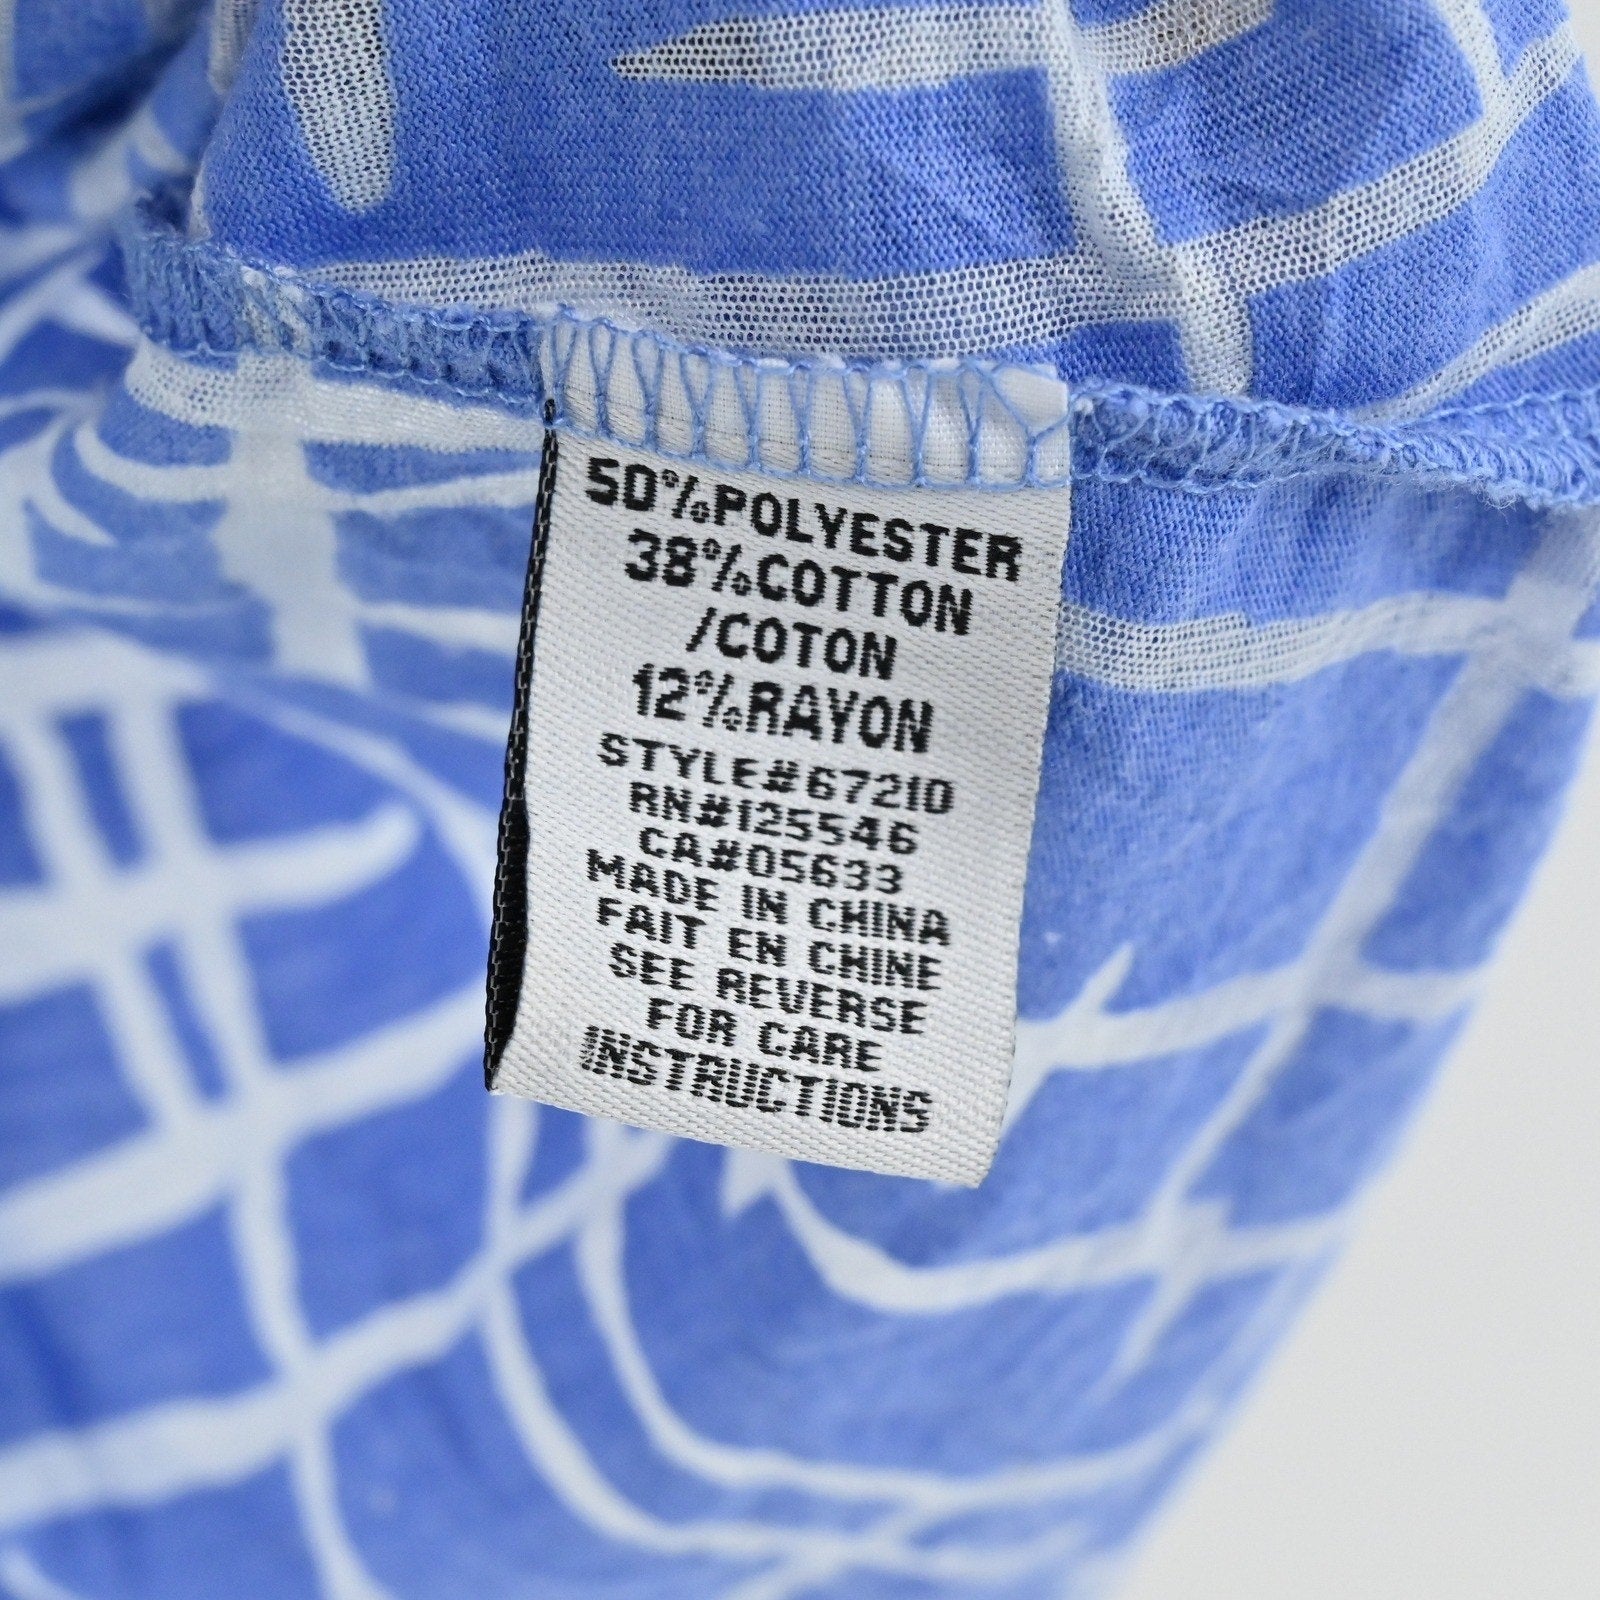 50%POLYESTER
38%COTTON
/COTON
12%RAYON
STYLE#67210
RN#125546
CA#05633
MADE IN CHINA
FAIT EN CHINE
SEE REVERSE
FOR CARE
INSTRUCTIONS